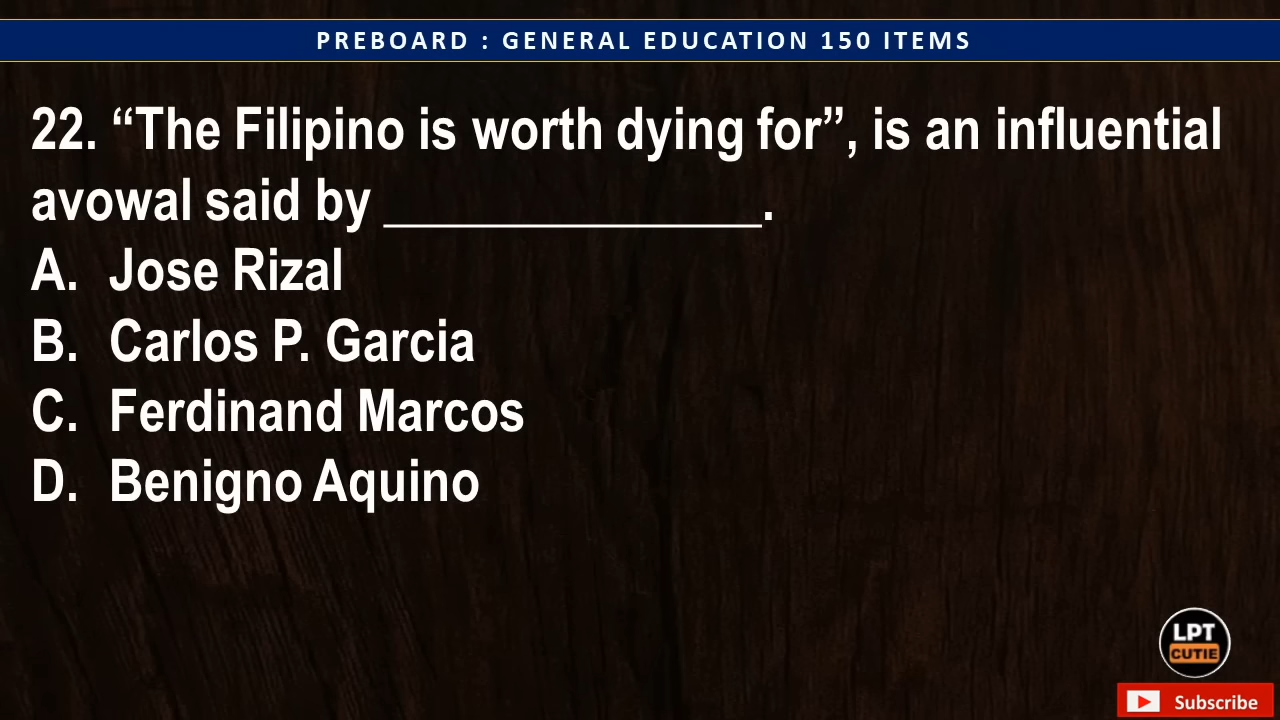 PREBOARD : GENERAL EDUCATION 150 ITEMS
22. “The Filipino is worth dying for”, is an influential
avowal said by _______________.
A. Jose Rizal
B. Carlos P. Garcia
C. Ferdinand Marcos
D. Benigno Aquino
LPT
CUTIE
Subscribe